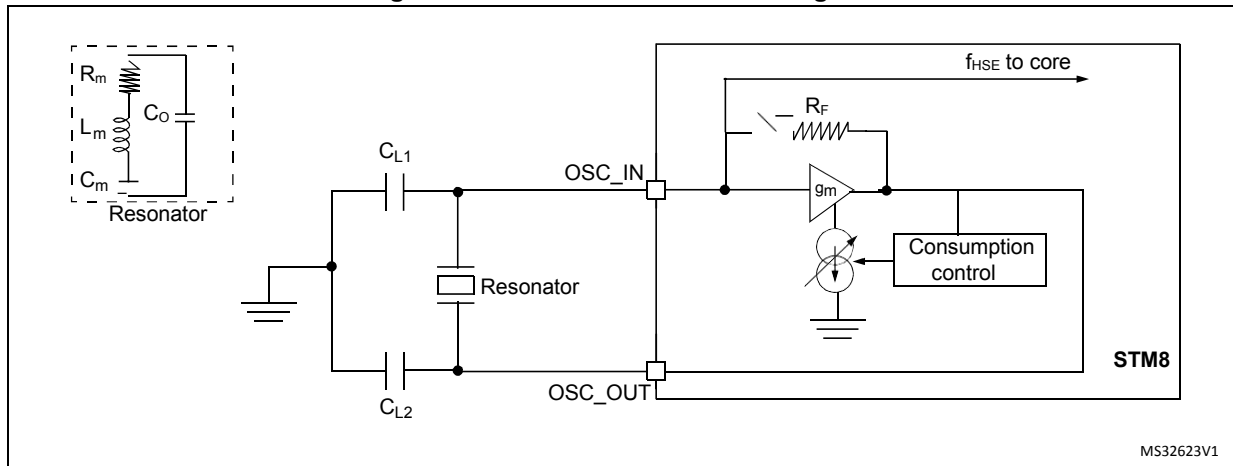 Rm
CO
Lm
Cm
Resonator
fHSE to core
RF
CL1
OSC_IN
gm
Consumption
control
Resonator
STM8
OSC_OUT
CL2
MS32623V1